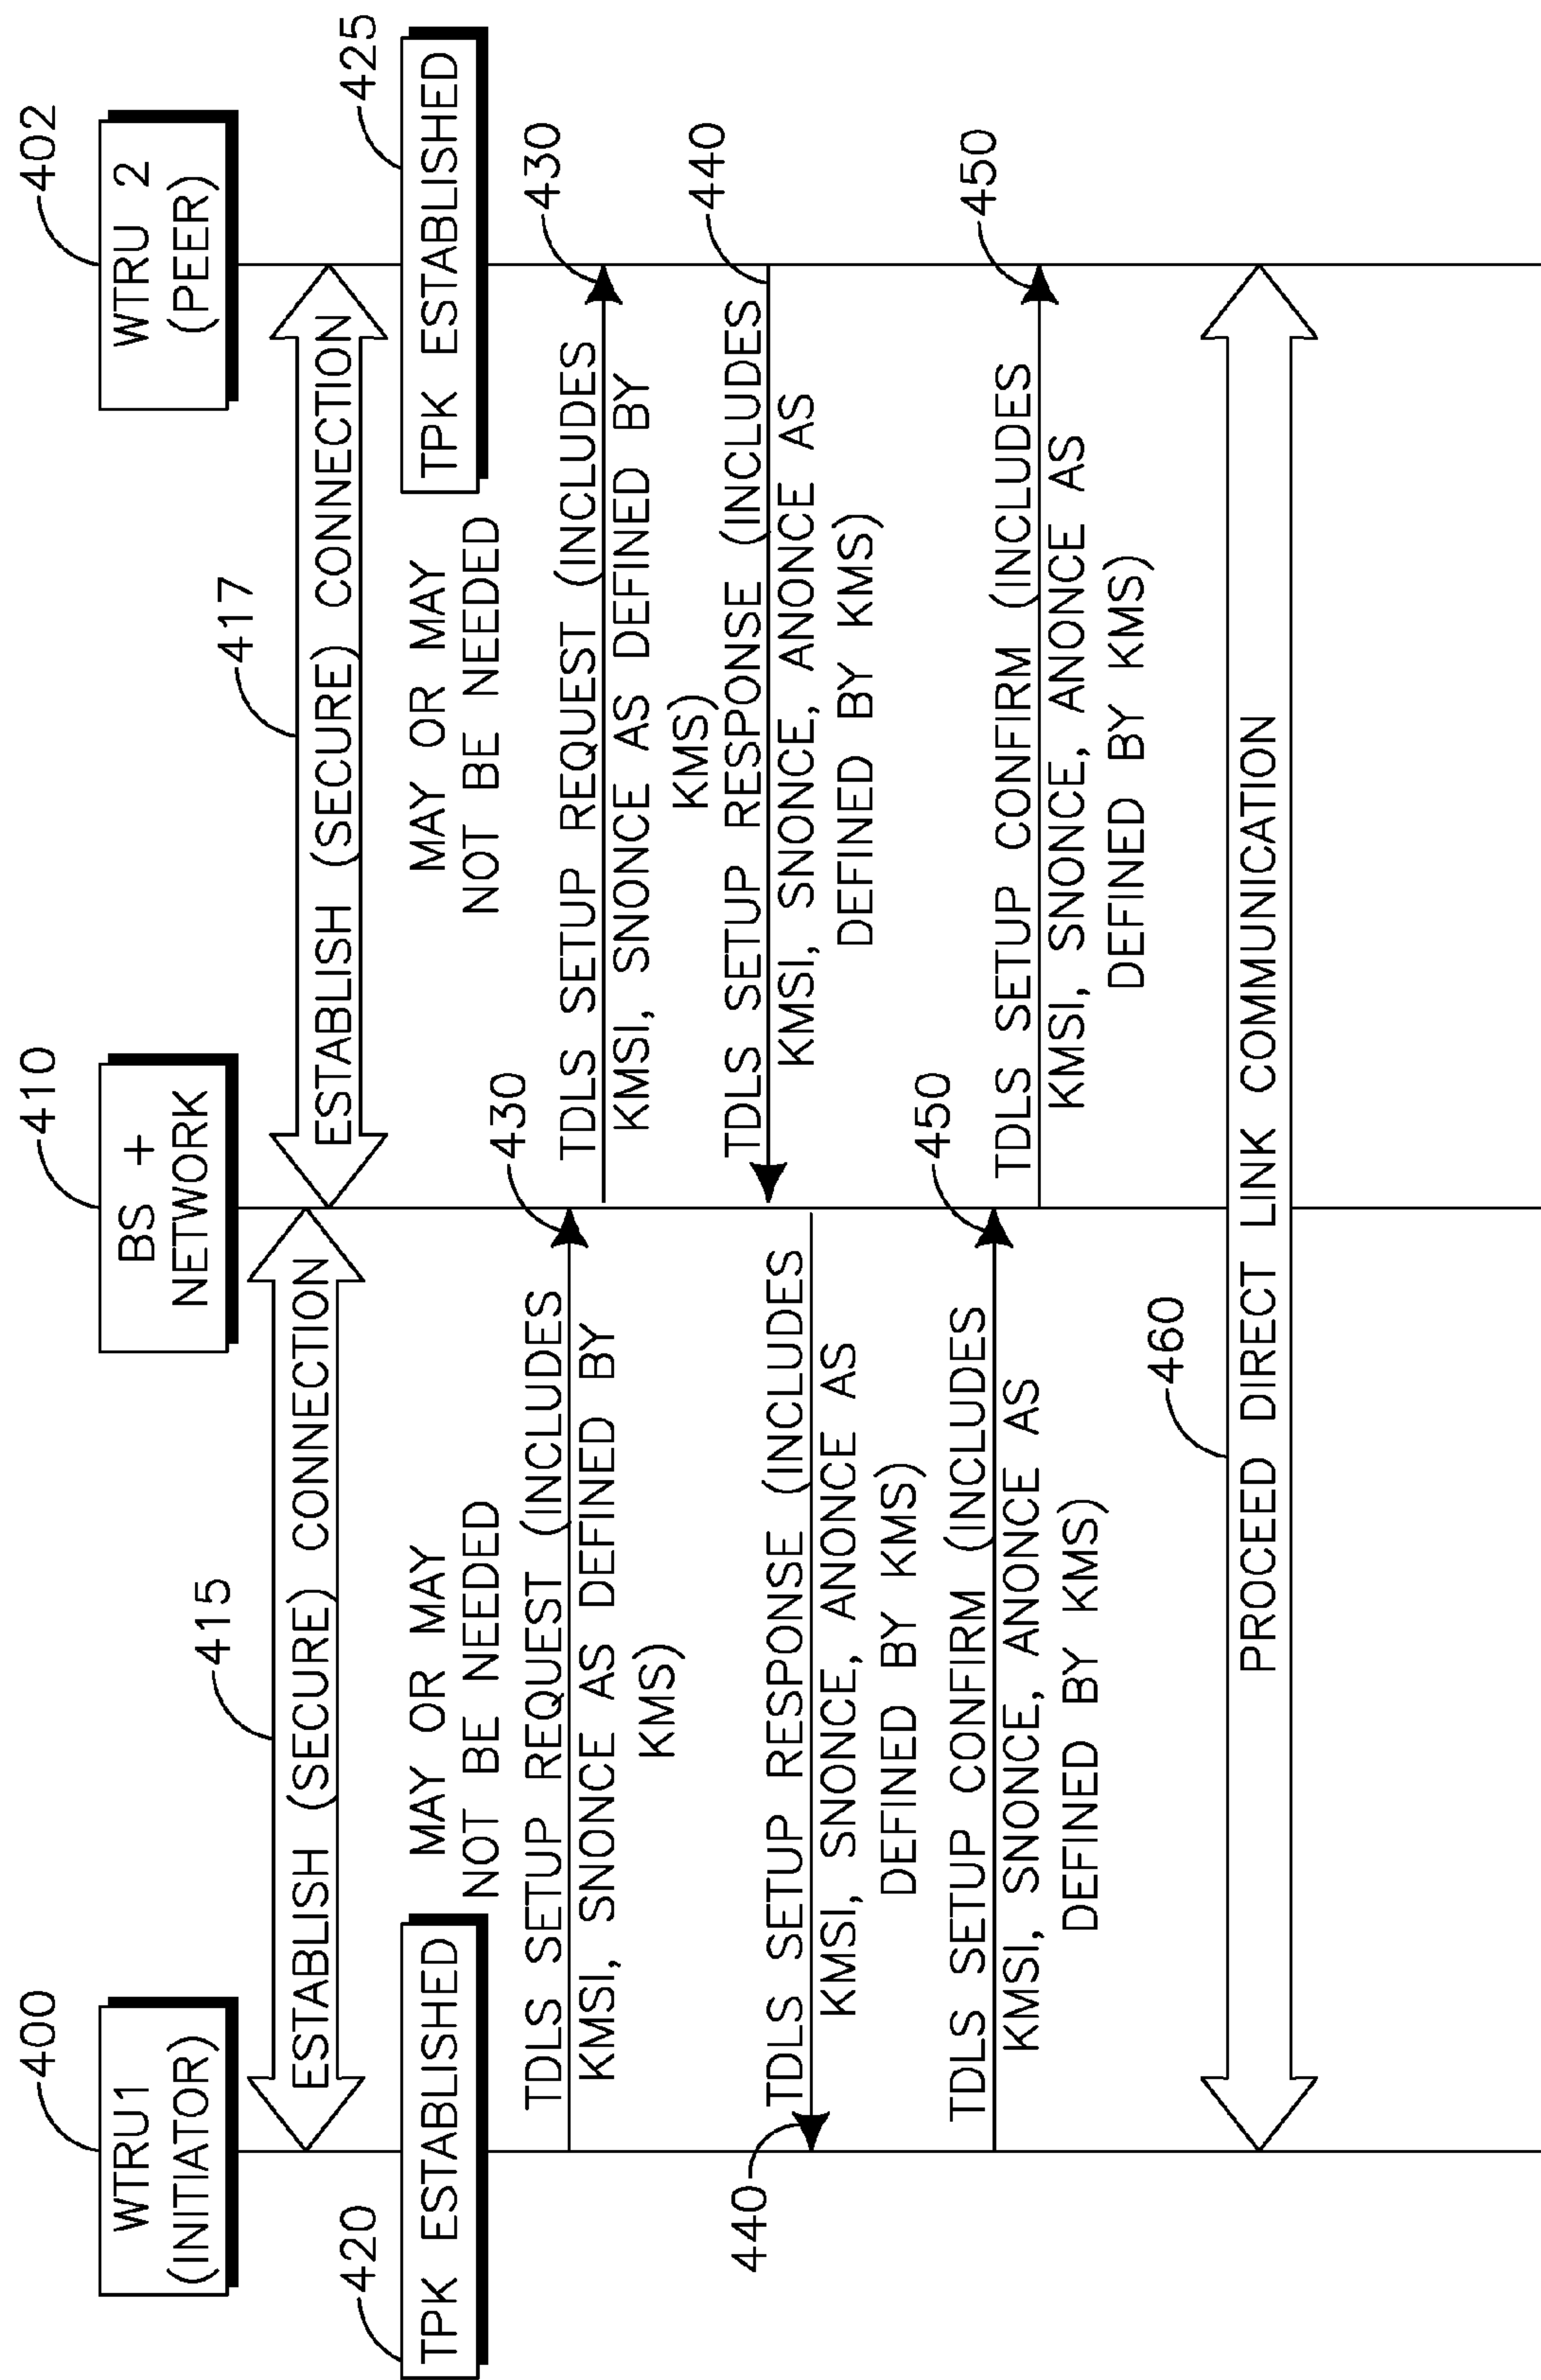 400
WTRU1
(INITIATOR)
410
BS +
NETWORK
402
WTRU 2
(PEER)
415
ESTABLISH (SECURE) CONNECTION
417
ESTABLISH (SECURE) CONNECTION
420
TPK ESTABLISHED
MAY OR MAY
NOT BE NEEDED
MAY OR MAY
NOT BE NEEDED
425
TPK ESTABLISHED
430
TDLS SETUP REQUEST (INCLUDES
KMSI, SNONCE AS DEFINED BY
KMS)
430
TDLS SETUP REQUEST (INCLUDES
KMSI, SNONCE AS DEFINED BY
KMS)
440
TDLS SETUP RESPONSE (INCLUDES
KMSI, SNONCE, ANONCE AS
DEFINED BY KMS)
440
TDLS SETUP RESPONSE (INCLUDES
KMSI, SNONCE, ANONCE AS
DEFINED BY KMS)
450
TDLS SETUP CONFIRM (INCLUDES
KMSI, SNONCE, ANONCE AS
DEFINED BY KMS)
450
TDLS SETUP CONFIRM (INCLUDES
KMSI, SNONCE, ANONCE AS
DEFINED BY KMS)
460
PROCEED DIRECT LINK COMMUNICATION